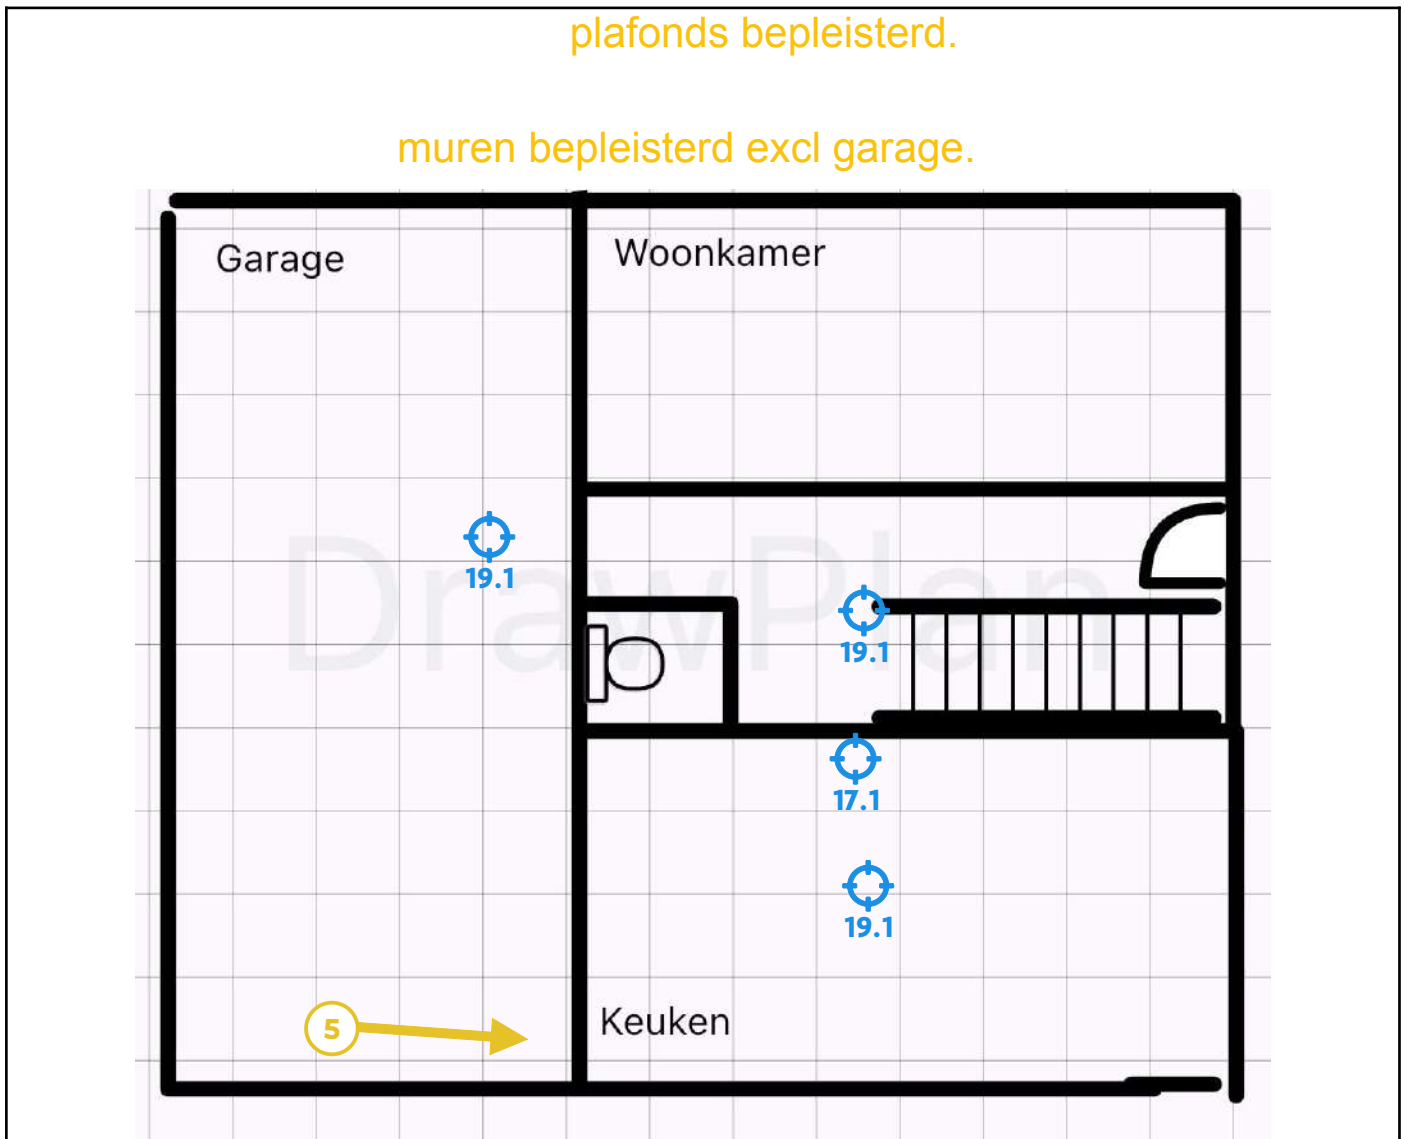 plafonds bepleisterd.
muren bepleisterd excl garage.
Garage
Woonkamer
DrawPlan
19.1
19.1
17.1
19.1
5
Keuken